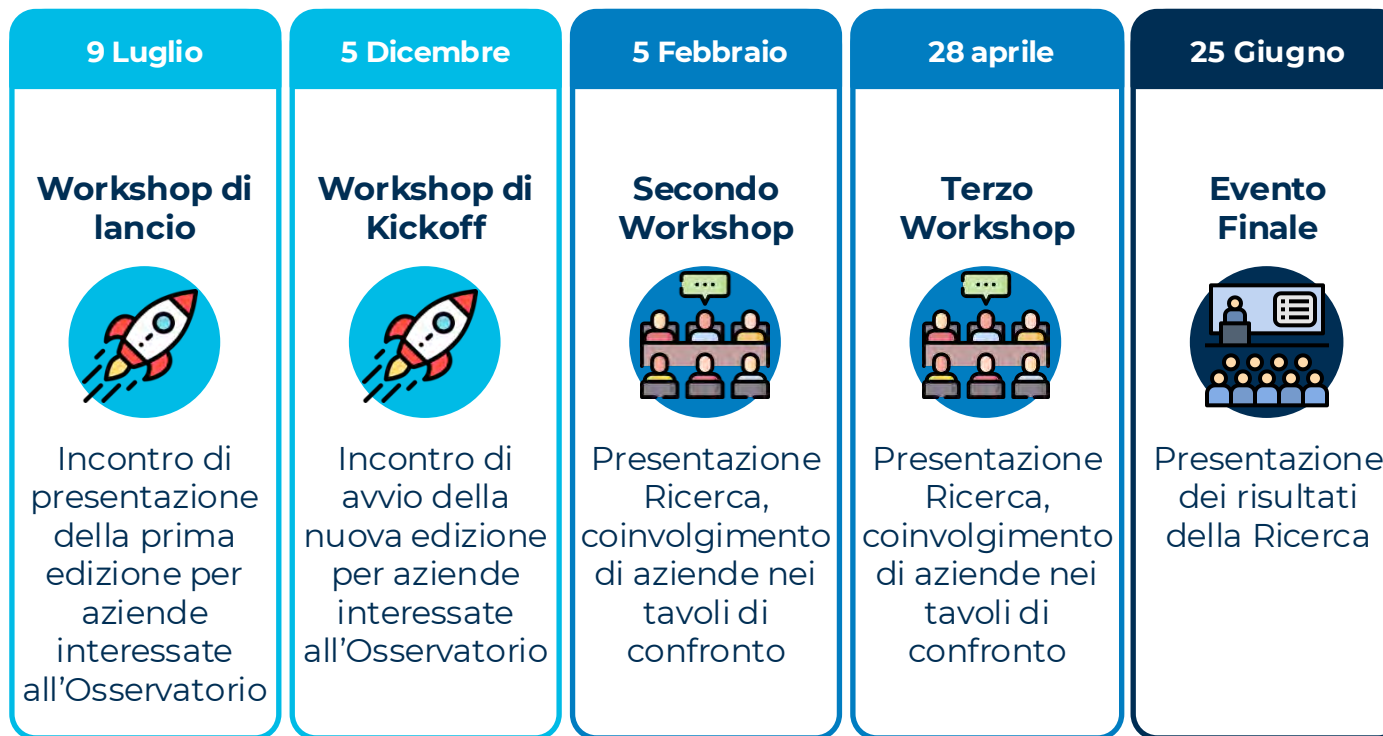 9 Luglio
Workshop di
lancio
Incontro di
presentazione
della prima
edizione per
aziende
interessate
all’Osservatorio
5 Dicembre
Workshop di
Kickoff
Incontro di
avvio della
nuova edizione
per aziende
interessate
all’Osservatorio
5 Febbraio
Secondo
Workshop
Presentazione
Ricerca,
coinvolgimento
di aziende nei
tavoli di
confronto
28 aprile
Terzo
Workshop
Presentazione
Ricerca,
coinvolgimento
di aziende nei
tavoli di
confronto
25 Giugno
Evento
Finale
Presentazione
dei risultati
della Ricerca